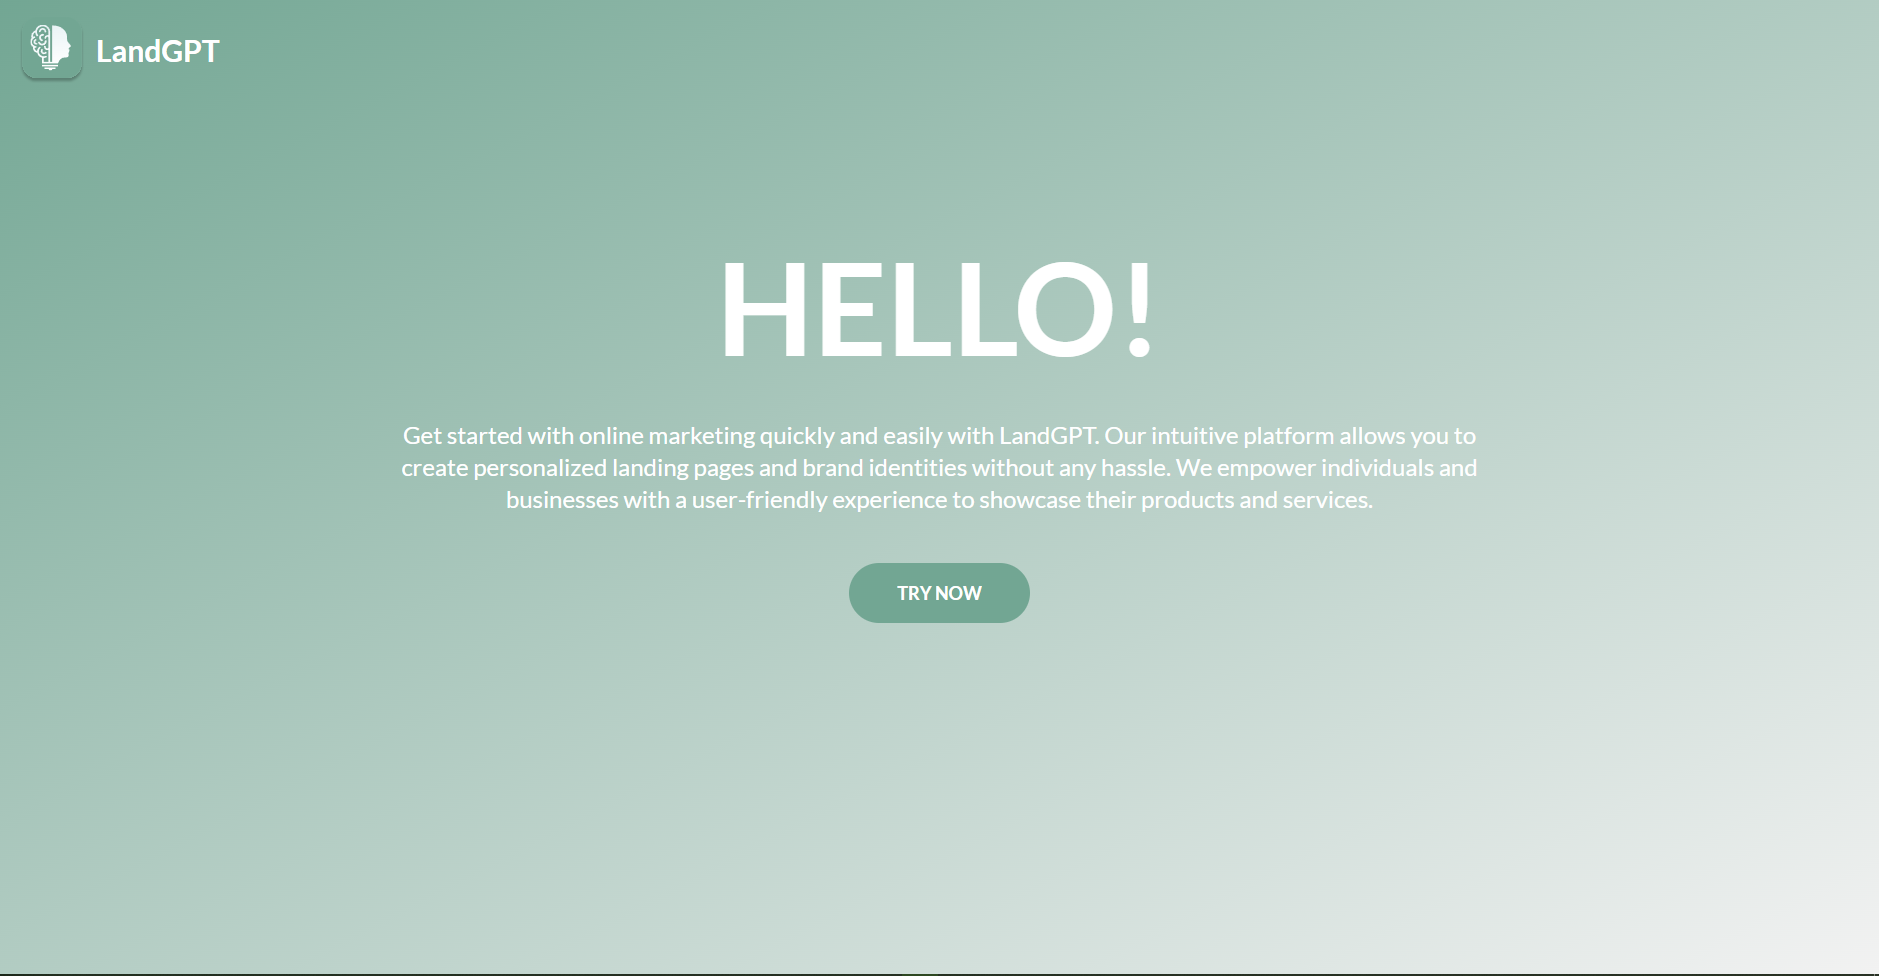 LandGPT
HELLO!
Get started with online marketing quickly and easily with LandGPT. Our intuitive platform allows you to
create personalized landing pages and brand identities without any hassle. We empower individuals and
businesses with a user-friendly experience to showcase their products and services.
TRY NOW